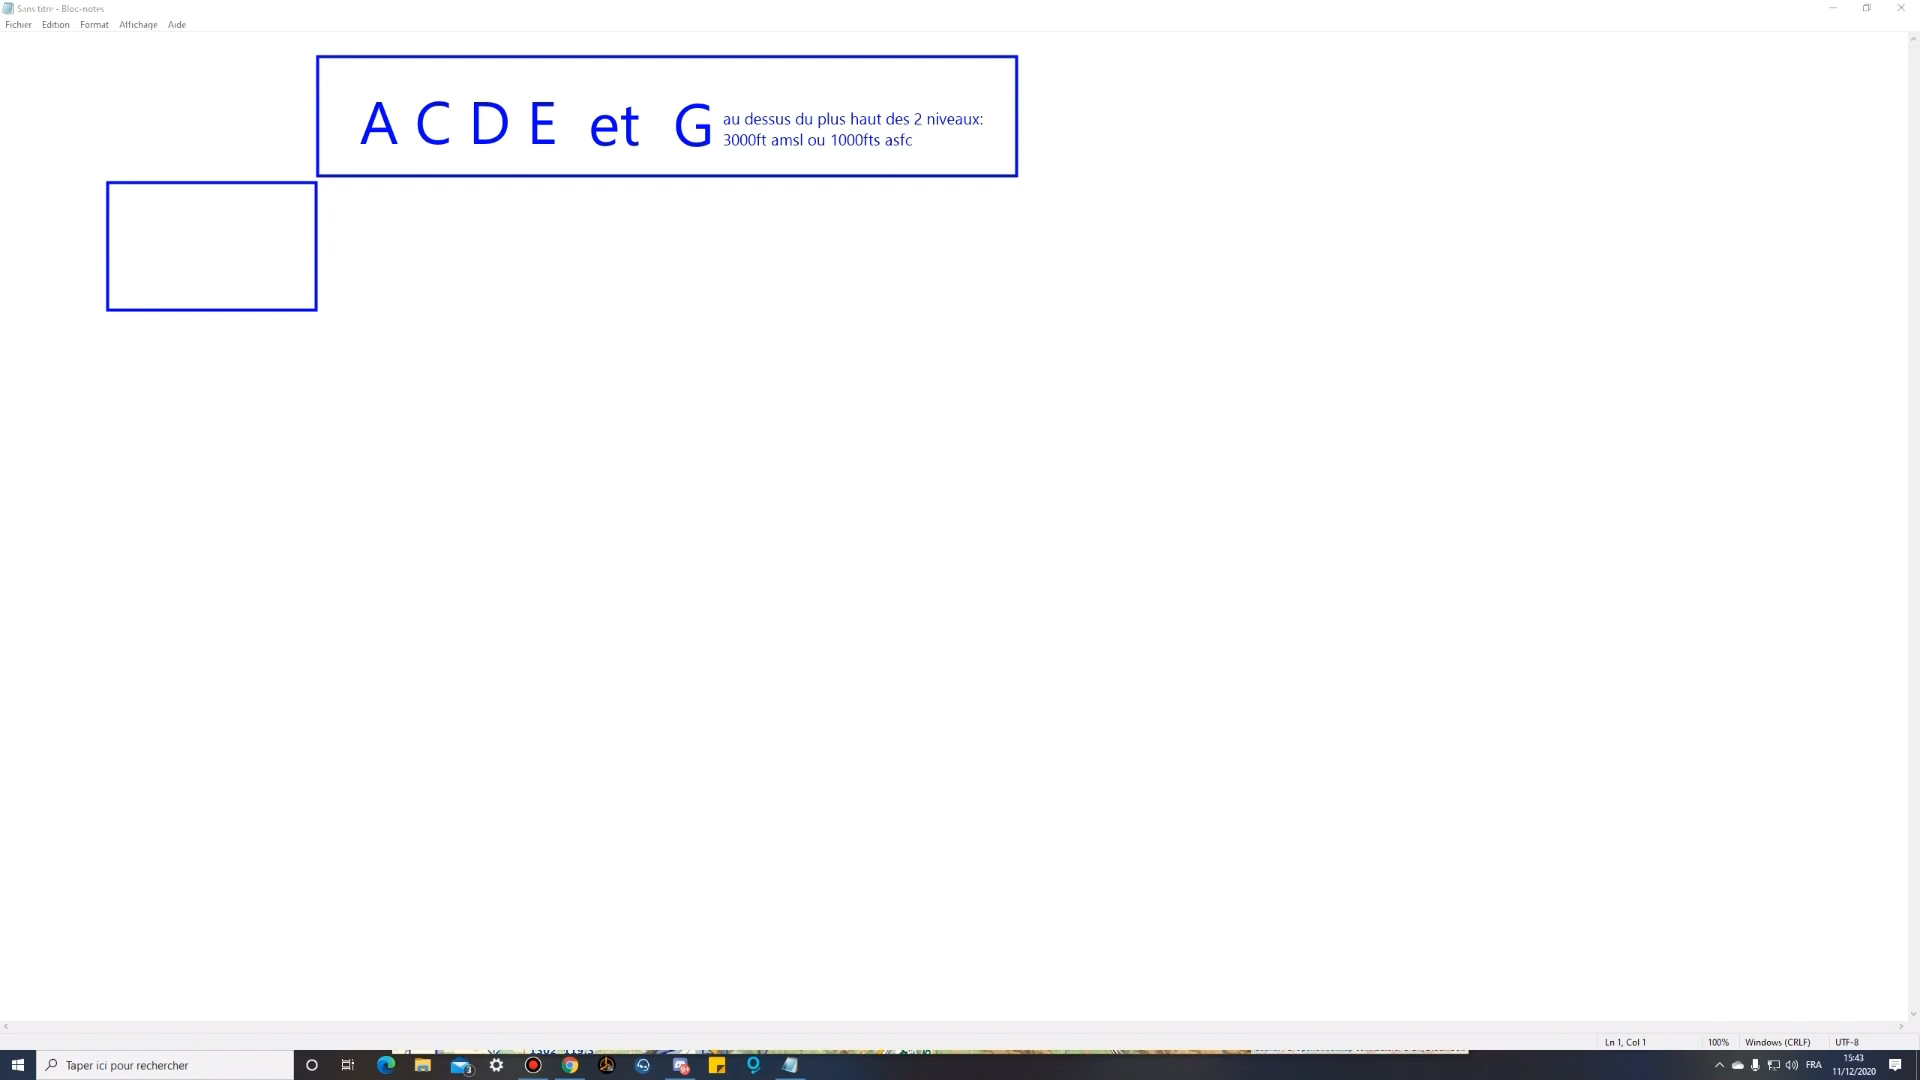 Sans titre - Bloc-notes
Fichier Edition Format Affichage Aide
A C D E et G
au dessus du plus haut des 2 niveaux:
3000ft amsl ou 1000fts asfc
Ln 1, Col 1 100% Windows (CRLF) UTF-8
Taper ici pour rechercher
3
FRA
15:43
11/12/2020